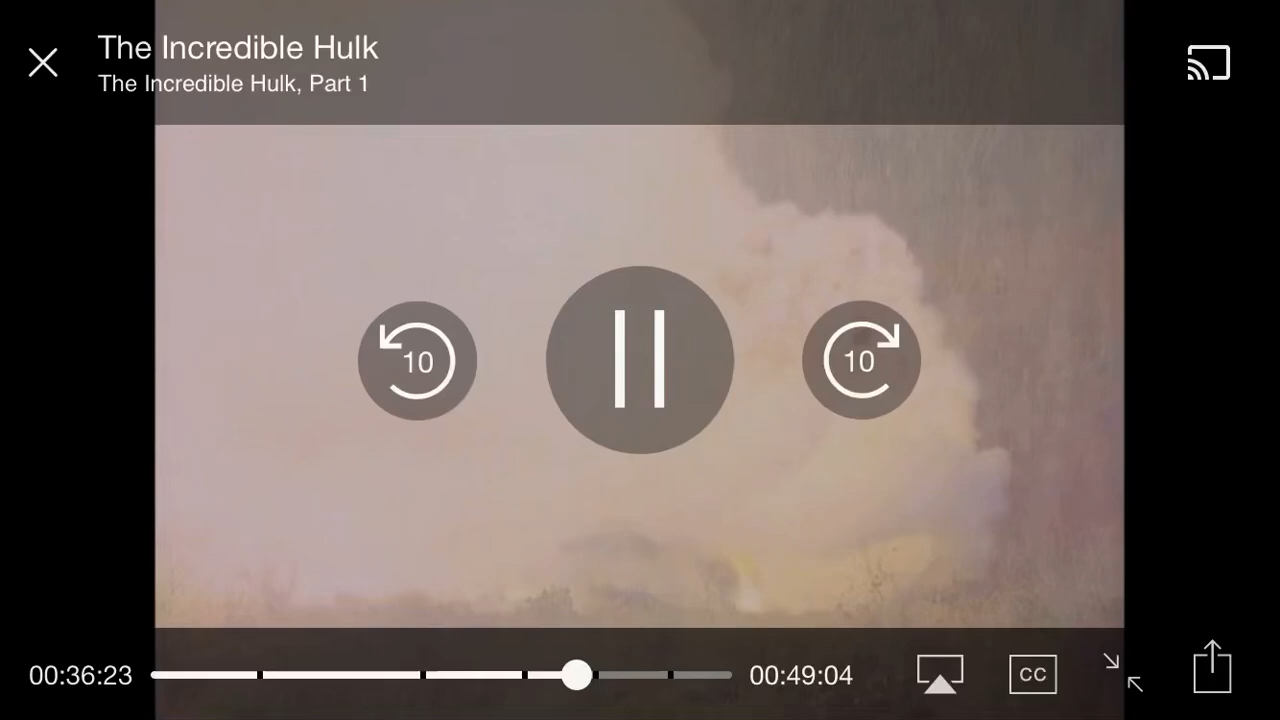 The Incredible Hulk
The Incredible Hulk, Part 1
10
10
00:36:23
00:49:04
CC